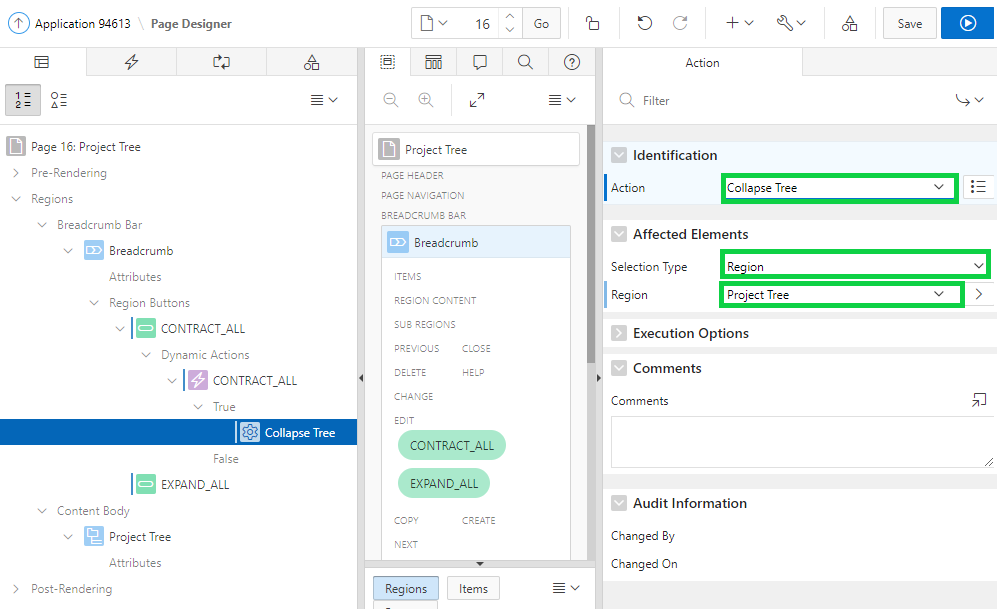 Application 94613 \ Page Designer
16 Go
Save
Page 16: Project Tree
Pre-Rendering
Regions
Breadcrumb Bar
Breadcrumb
Attributes
Region Buttons
CONTRACT_ALL
Dynamic Actions
CONTRACT_ALL
True
Collapse Tree
False
EXPAND_ALL
Content Body
Project Tree
Attributes
Post-Rendering
Project Tree
PAGE HEADER
PAGE NAVIGATION
BREADCRUMB BAR
Breadcrumb
ITEMS
REGION CONTENT
SUB REGIONS
PREVIOUS CLOSE
DELETE HELP
CHANGE
EDIT
CONTRACT_ALL
EXPAND_ALL
COPY CREATE
NEXT
Regions Items
Action
Filter
Identification
Action Collapse Tree
Affected Elements
Selection Type Region
Region Project Tree
Execution Options
Comments
Comments
Audit Information
Changed By
Changed On